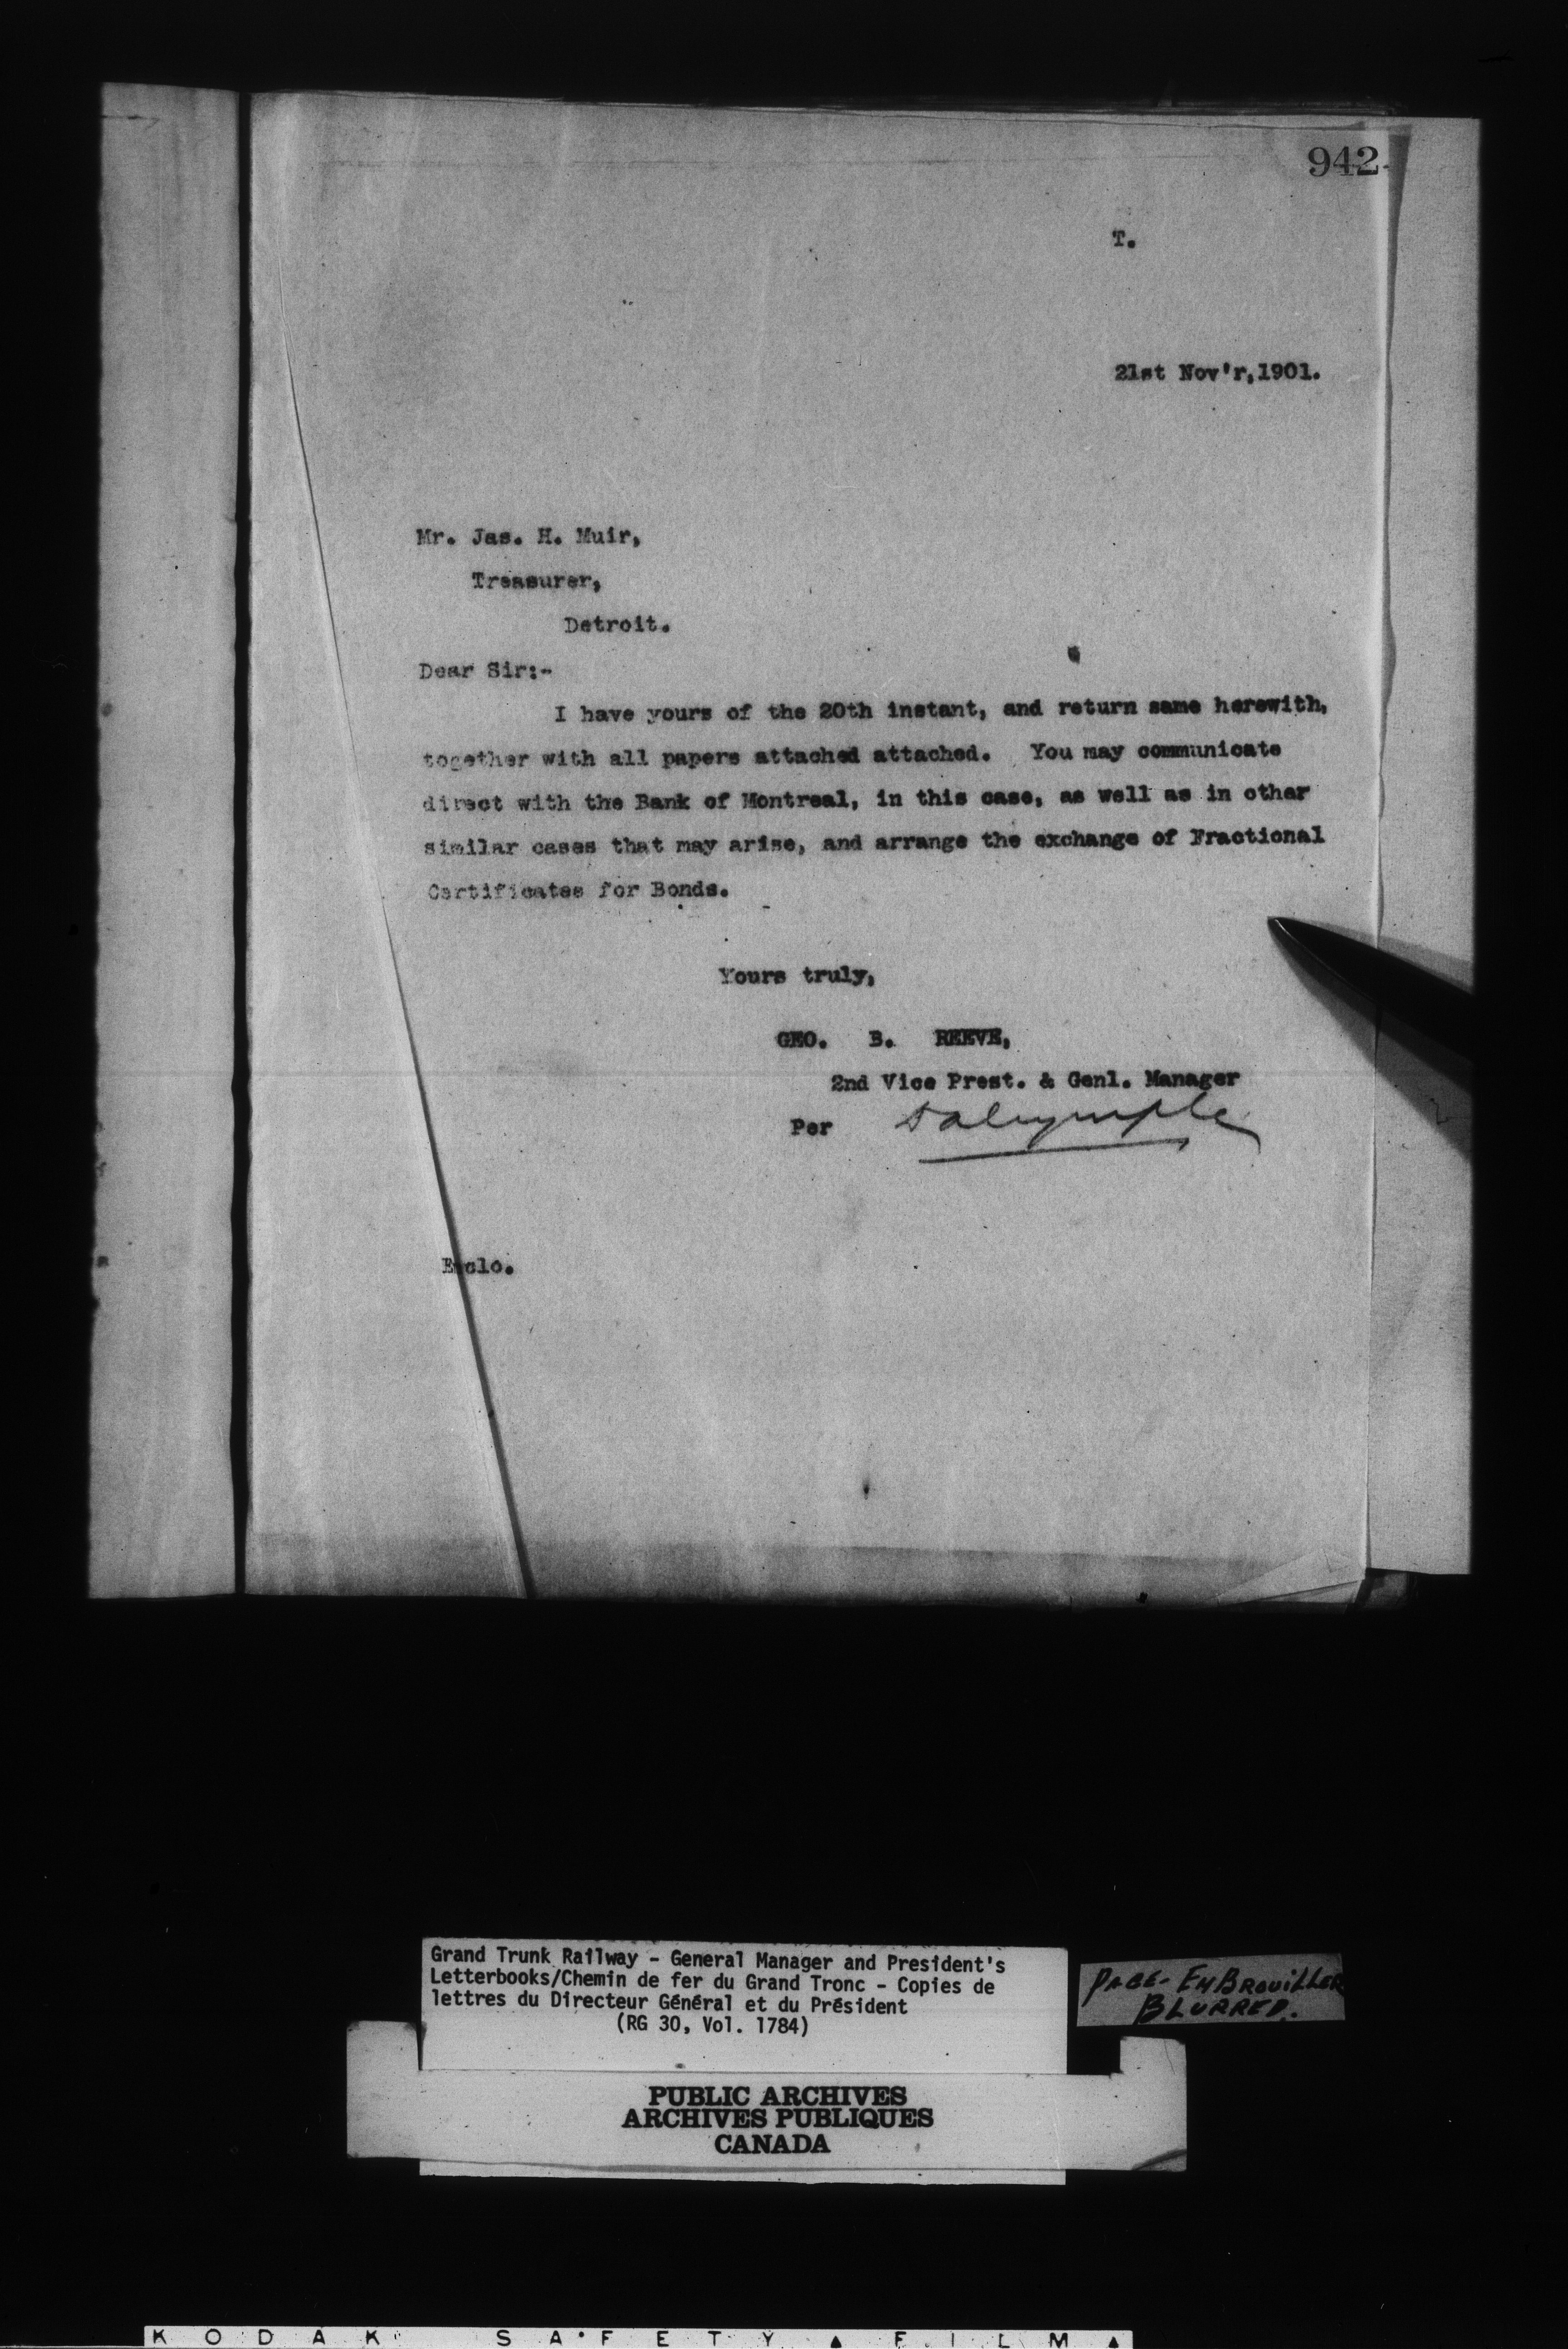 942
T.
21st Nov'r, 1901.
Mr. Jas. H. Muir,
Treasurer,
Detroit.
Dear Sir:-
I have yours of the 20th instant, and return same herewith,
together with all papers attached attached. You may communicate
direct with the Bank of Montreal, in this case, as well as in other
similar cases that may arise, and arrange the exchange of Fractional
Certificates for Bonds.
Yours truly,
GEO. B. REEVE,
2nd Vice Prest. & Genl. Manager
Per Dalrymple
Enclo.
Grand Trunk Railway - General Manager and President's
Letterbooks/Chemin de fer du Grand Tronc - Copies de
lettres du Directeur Général et du Président
(RG 30, Vol. 1784)
PAGE - EMBROUILLER
BLURRED.
PUBLIC ARCHIVES
ARCHIVES PUBLIQUES
CANADA
KODAK SAFETY FILM